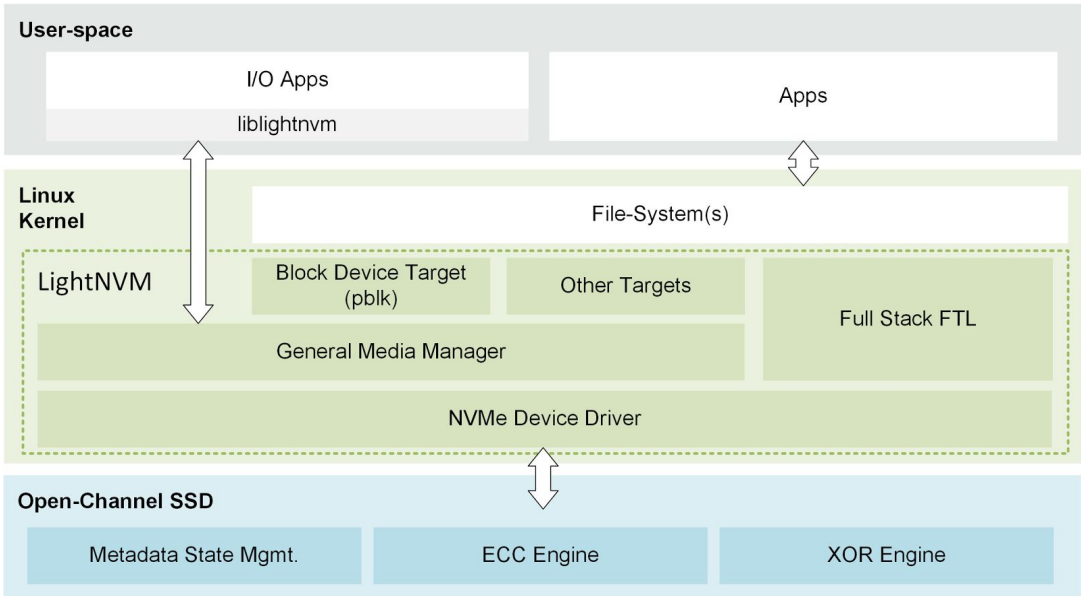 User-space
I/O Apps
liblightnvm
Apps
Linux
Kernel
File-System(s)
LightNVM
Block Device Target
(pblk)
Other Targets
Full Stack FTL
General Media Manager
NVMe Device Driver
Open-Channel SSD
Metadata State Mgmt.
ECC Engine
XOR Engine